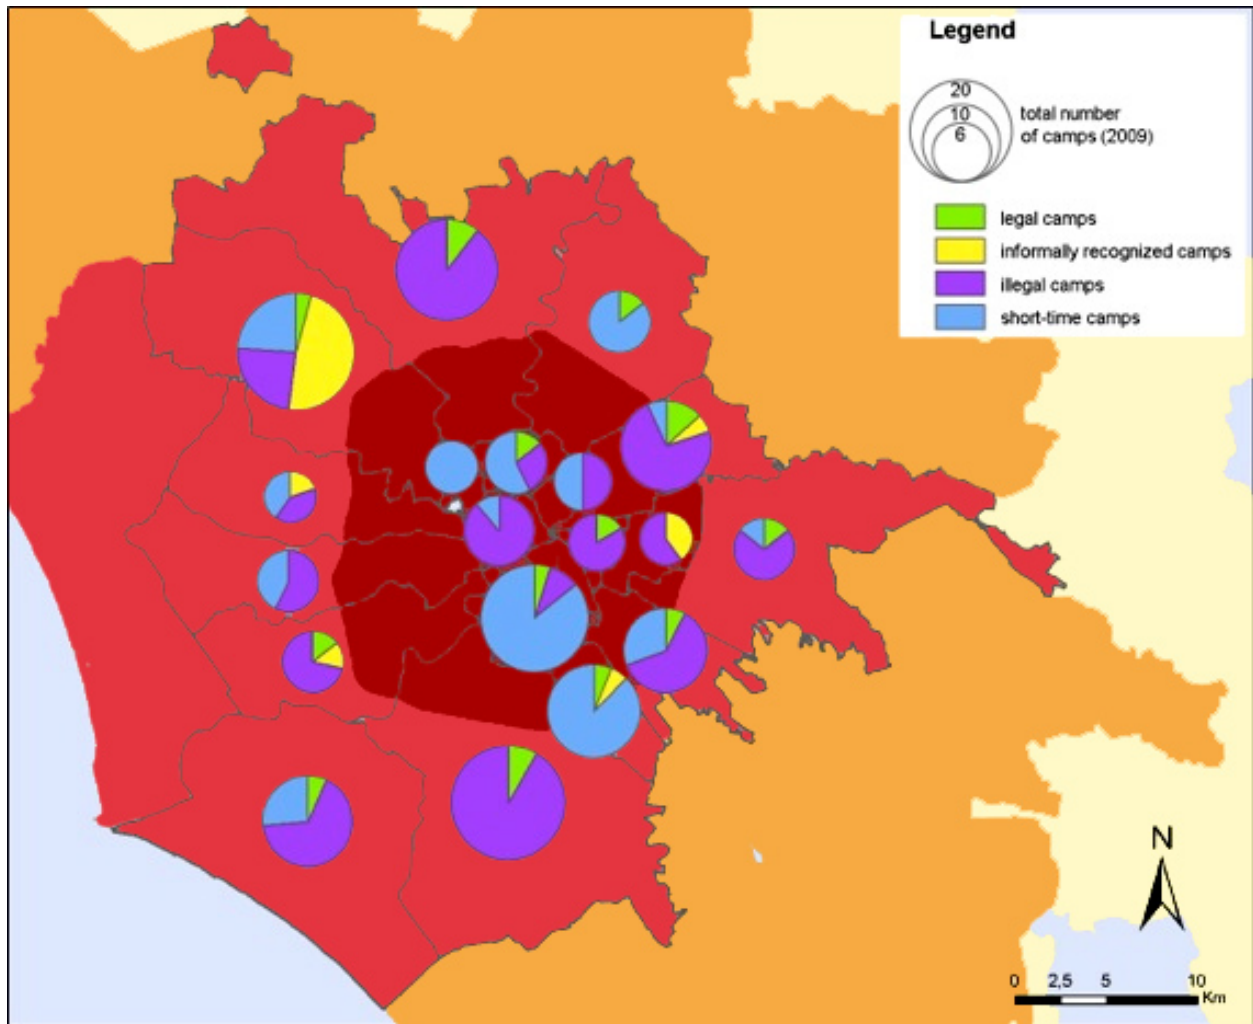 Legend
20
10
6
total number
of camps (2009)
legal camps
informally recognized camps
illegal camps
short-time camps
N
0 2,5 5 10
Km